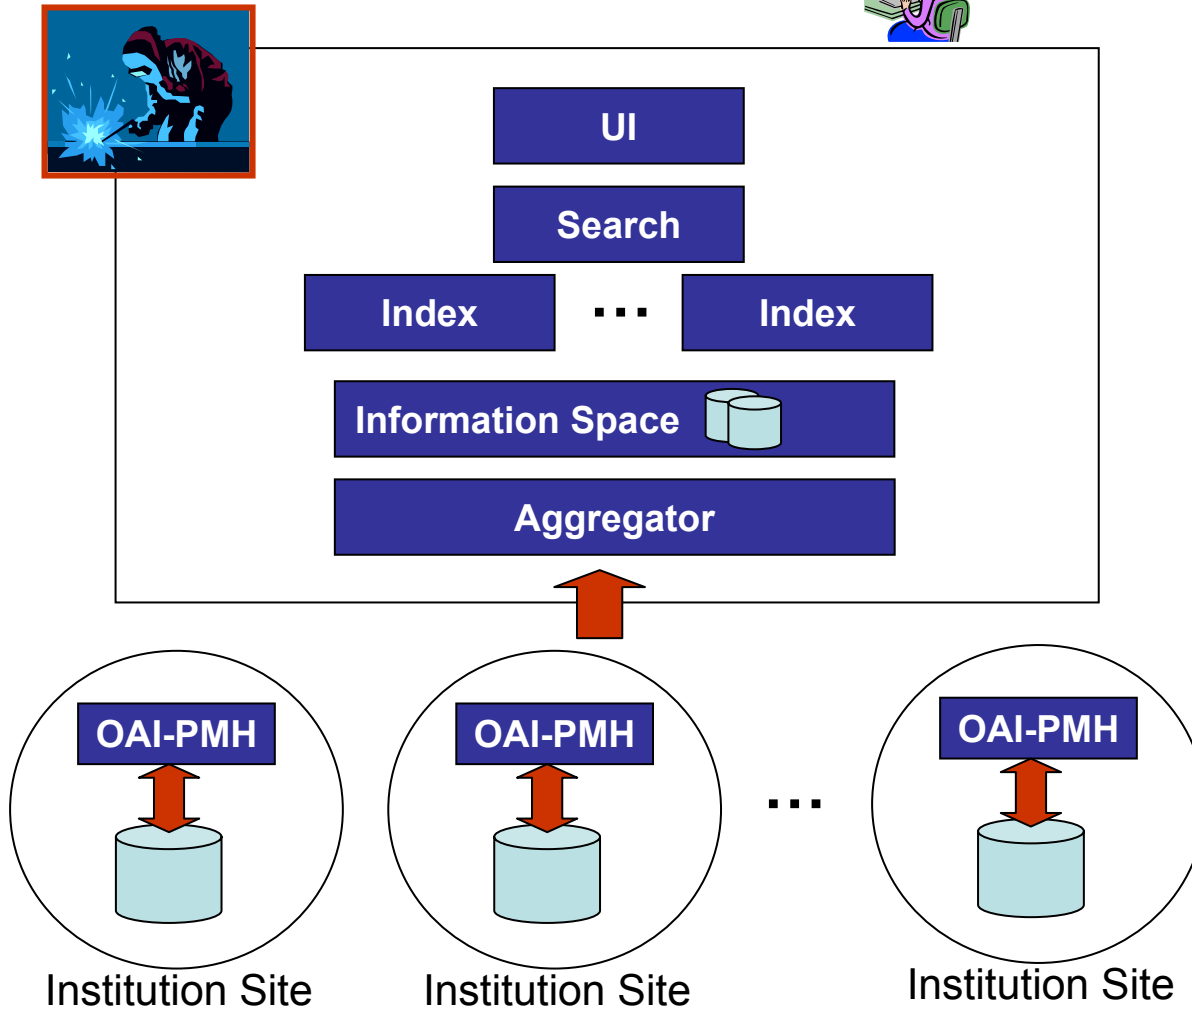 UI
Search
Index ... Index
Information Space
Aggregator
OAI-PMH OAI-PMH ... OAI-PMH
Institution Site Institution Site Institution Site